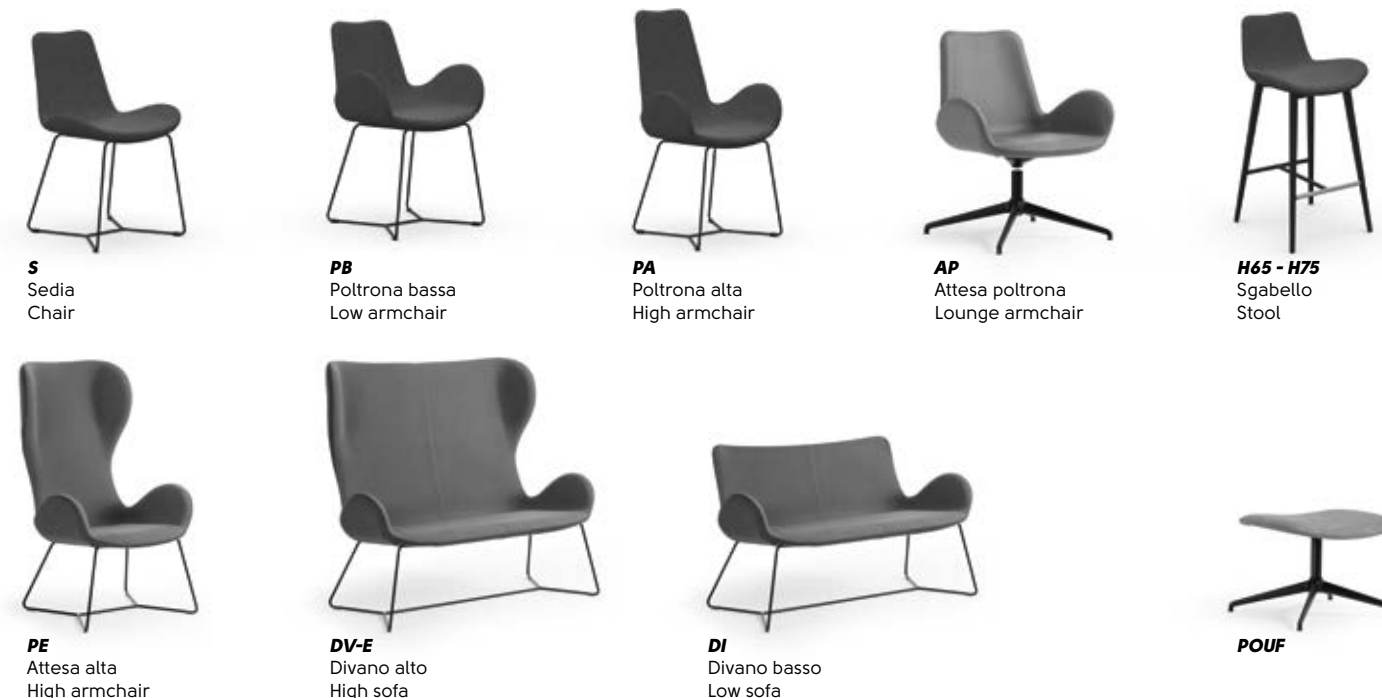 S
Sedia
Chair
PB
Poltrona bassa
Low armchair
PA
Poltrona alta
High armchair
AP
Attesa poltrona
Lounge armchair
H65 - H75
Sgabello
Stool
PE
Attesa alta
High armchair
DV-E
Divano alto
High sofa
DI
Divano basso
Low sofa
POUF